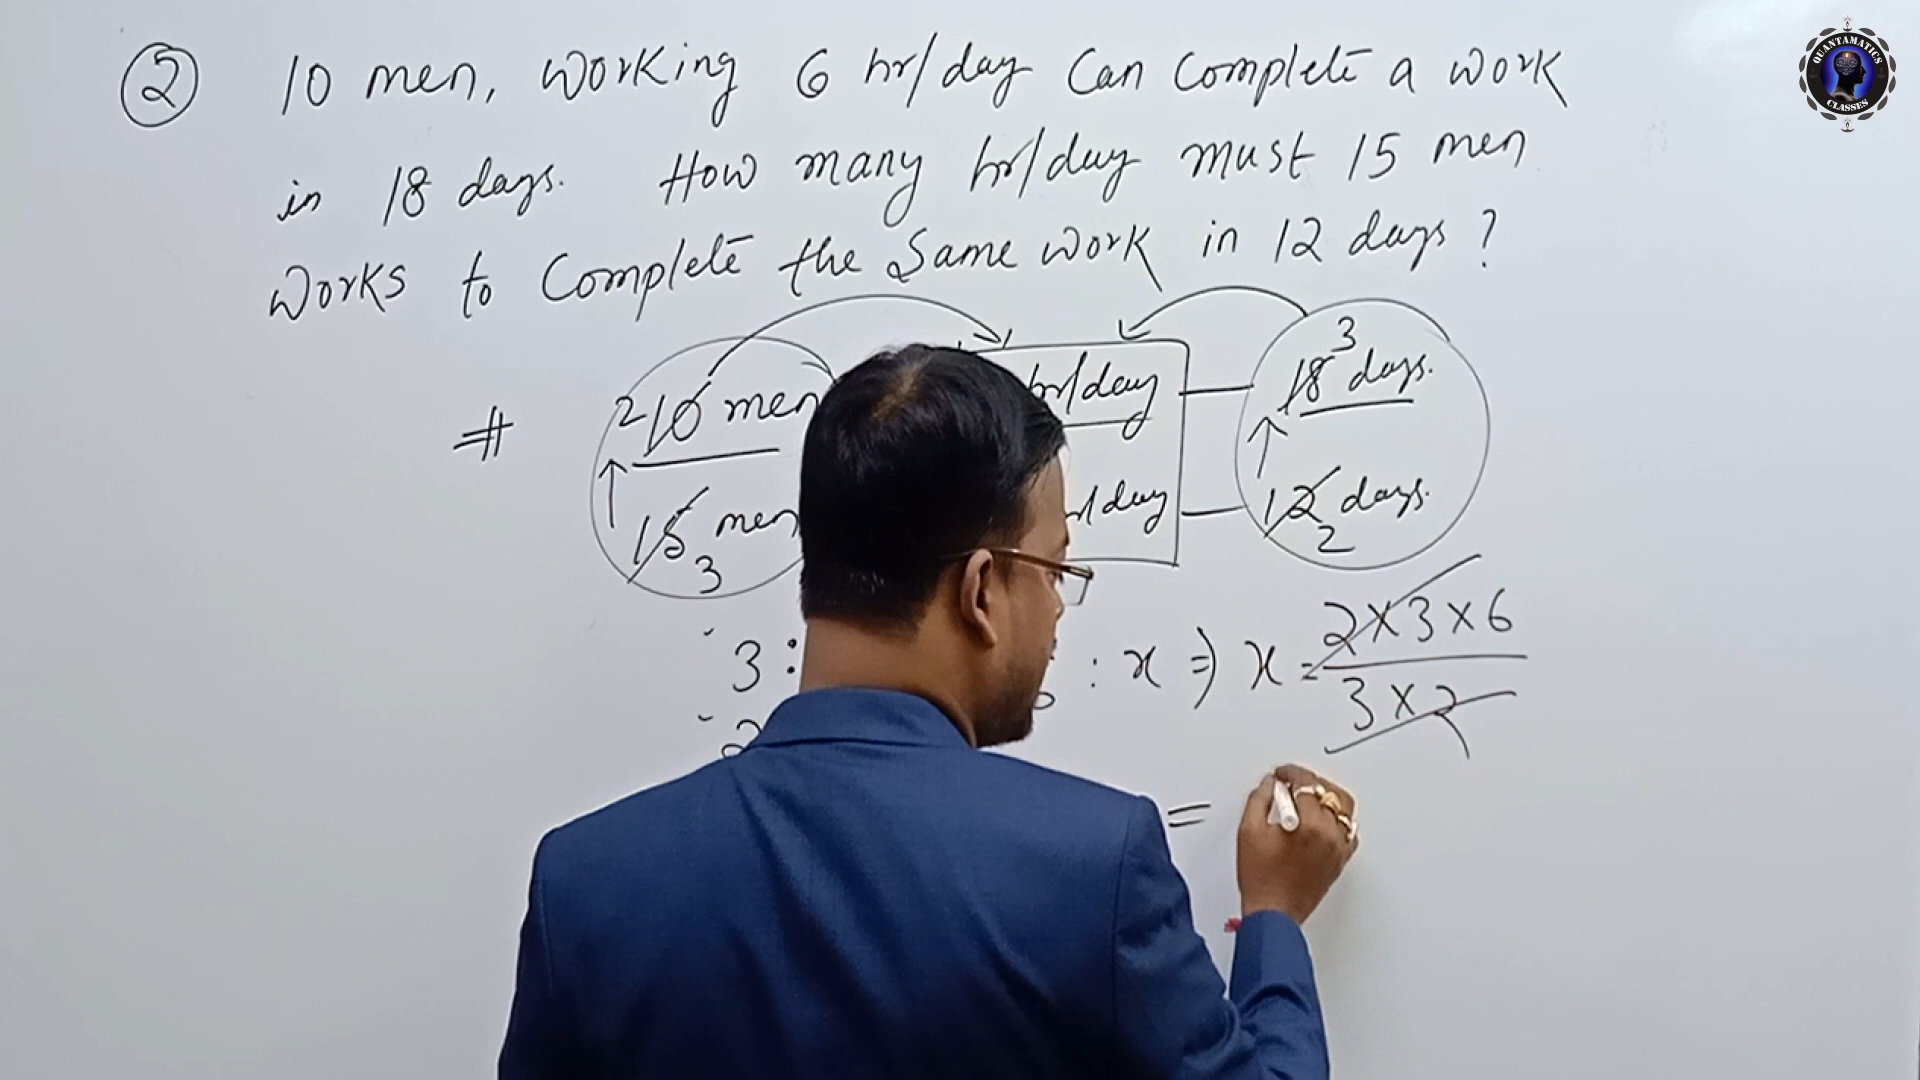 ② 10 men, working 6 hr/day can complete a work
in 18 days. How many hr/day must 15 men
works to complete the same work in 12 days?
# 2 10 men hr/day 18 3 days.
15 3 men /day 12 2 days.
3 : : x ⇒ x = 2×3×6
3×2
=
QUANTAMATICS
CLASSES